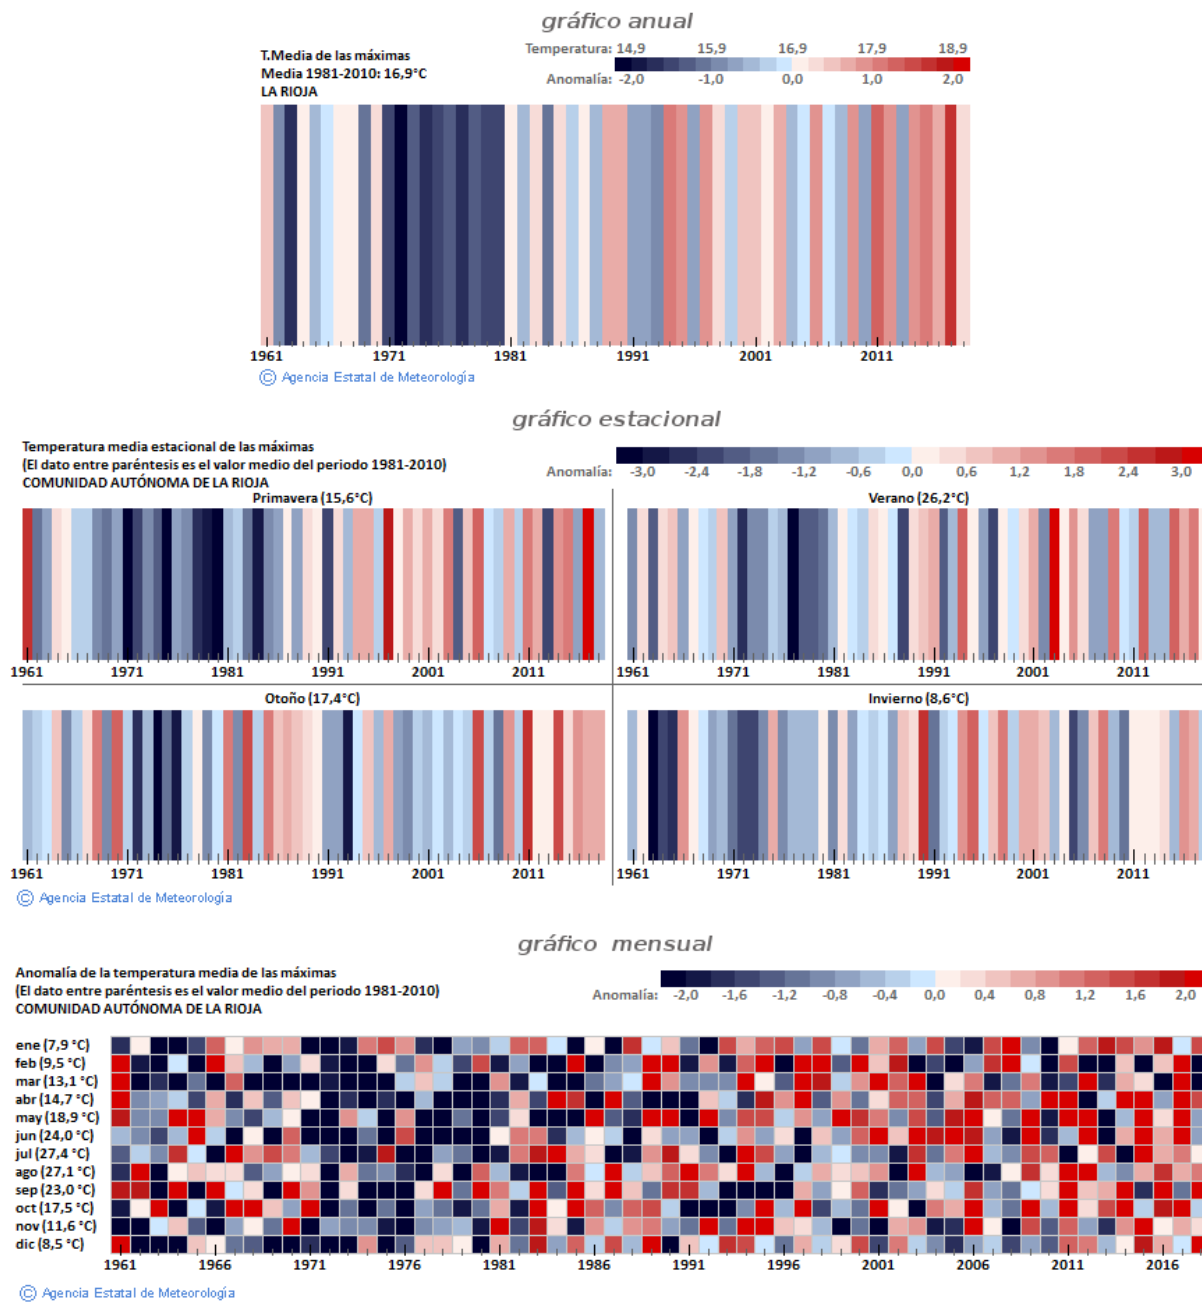 gráfico anual
T.Media de las máximas
Media 1981-2010: 16,9°C
LA RIOJA
Temperatura: 14,9 15,9 16,9 17,9 18,9
Anomalía: -2,0 -1,0 0,0 1,0 2,0
1961 1971 1981 1991 2001 2011
© Agencia Estatal de Meteorología
gráfico estacional
Temperatura media estacional de las máximas
(El dato entre paréntesis es el valor medio del periodo 1981-2010)
COMUNIDAD AUTÓNOMA DE LA RIOJA
Anomalía: -3,0 -2,4 -1,8 -1,2 -0,6 0,0 0,6 1,2 1,8 2,4 3,0
Primavera (15,6°C)
1961 1971 1981 1991 2001 2011
Verano (26,2°C)
1961 1971 1981 1991 2001 2011
Otoño (17,4°C)
1961 1971 1981 1991 2001 2011
Invierno (8,6°C)
1961 1971 1981 1991 2001 2011
© Agencia Estatal de Meteorología
gráfico mensual
Anomalía de la temperatura media de las máximas
(El dato entre paréntesis es el valor medio del periodo 1981-2010)
COMUNIDAD AUTÓNOMA DE LA RIOJA
Anomalía: -2,0 -1,6 -1,2 -0,8 -0,4 0,0 0,4 0,8 1,2 1,6 2,0
ene (7,9 °C)
feb (9,5 °C)
mar (13,1 °C)
abr (14,7 °C)
may (18,9 °C)
jun (24,0 °C)
jul (27,4 °C)
ago (27,1 °C)
sep (23,0 °C)
oct (17,5 °C)
nov (11,6 °C)
dic (8,5 °C)
1961 1966 1971 1976 1981 1986 1991 1996 2001 2006 2011 2016
© Agencia Estatal de Meteorología